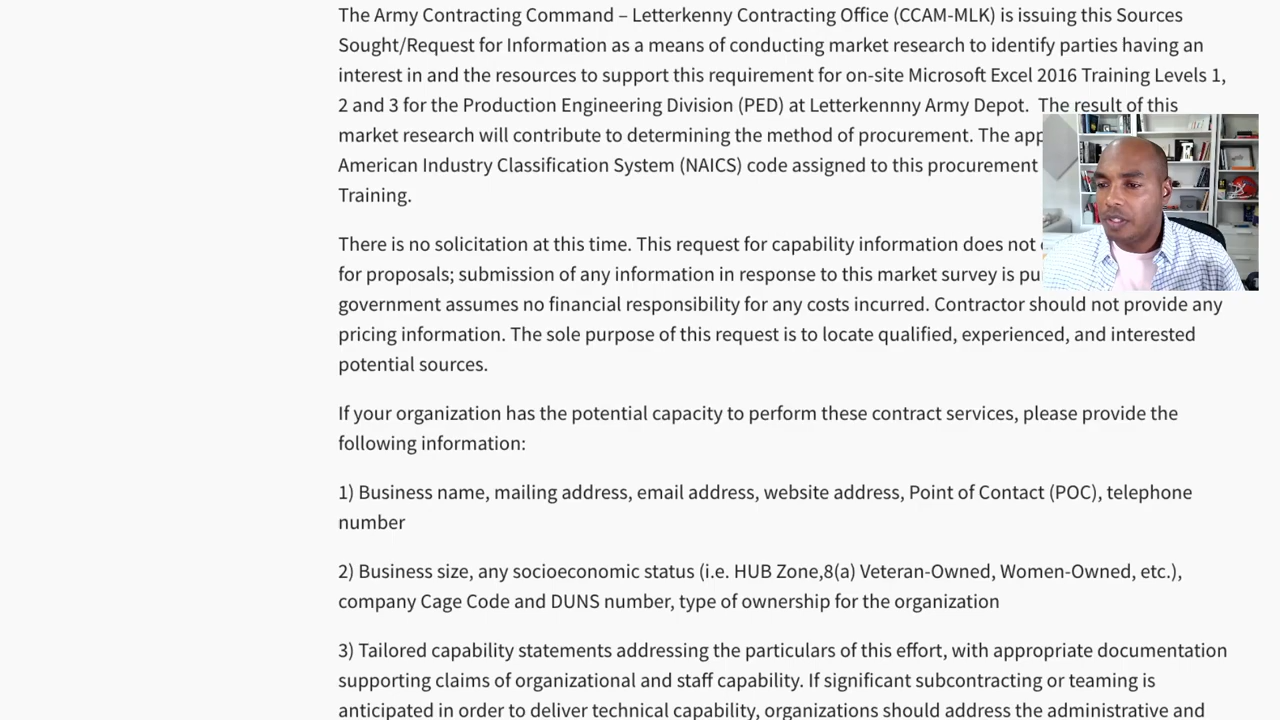 The Army Contracting Command – Letterkenny Contracting Office (CCAM-MLK) is issuing this Sources
Sought/Request for Information as a means of conducting market research to identify parties having an
interest in and the resources to support this requirement for on-site Microsoft Excel 2016 Training Levels 1,
2 and 3 for the Production Engineering Division (PED) at Letterkennny Army Depot. The result of this
market research will contribute to determining the method of procurement. The
American Industry Classification System (NAICS) code assigned to this procurement
Training.
There is no solicitation at this time. This request for capability information does not
for proposals; submission of any information in response to this market survey is
government assumes no financial responsibility for any costs incurred. Contractor should not provide any
pricing information. The sole purpose of this request is to locate qualified, experienced, and interested
potential sources.
If your organization has the potential capacity to perform these contract services, please provide the
following information:
1) Business name, mailing address, email address, website address, Point of Contact (POC), telephone
number
2) Business size, any socioeconomic status (i.e. HUB Zone,8(a) Veteran-Owned, Women-Owned, etc.),
company Cage Code and DUNS number, type of ownership for the organization
3) Tailored capability statements addressing the particulars of this effort, with appropriate documentation
supporting claims of organizational and staff capability. If significant subcontracting or teaming is
anticipated in order to deliver technical capability, organizations should address the administrative and